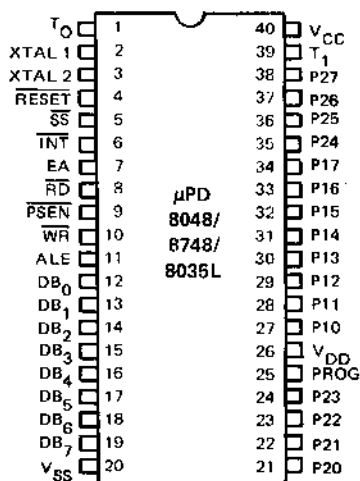 T0 1 40 VCC
XTAL 1 2 39 T1
XTAL 2 3 38 P27
RESET 4 37 P26
SS 5 36 P25
INT 6 35 P24
EA 7 34 P17
RD 8 33 P16
PSEN 9 32 P15
WR 10 31 P14
ALE 11 30 P13
DB0 12 29 P12
DB1 13 28 P11
DB2 14 27 P10
DB3 15 26 VDD
DB4 16 25 PROG
DB5 17 24 P23
DB6 18 23 P22
DB7 19 22 P21
VSS 20 21 P20
μPD
8048/
8748/
8035L